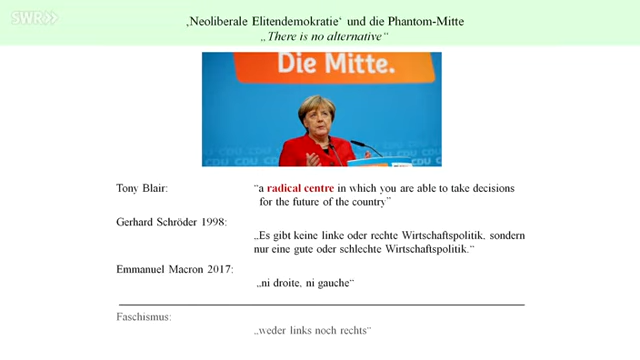 SWR
‚Neoliberale Elitendemokratie‘ und die Phantom-Mitte
„There is no alternative“
Die Mitte.
CDU CDU
Tony Blair:
“a radical centre in which you are able to take decisions
for the future of the country”
Gerhard Schröder 1998:
„Es gibt keine linke oder rechte Wirtschaftspolitik, sondern
nur eine gute oder schlechte Wirtschaftspolitik.“
Emmanuel Macron 2017:
„ni droite, ni gauche“
Faschismus:
„weder links noch rechts“